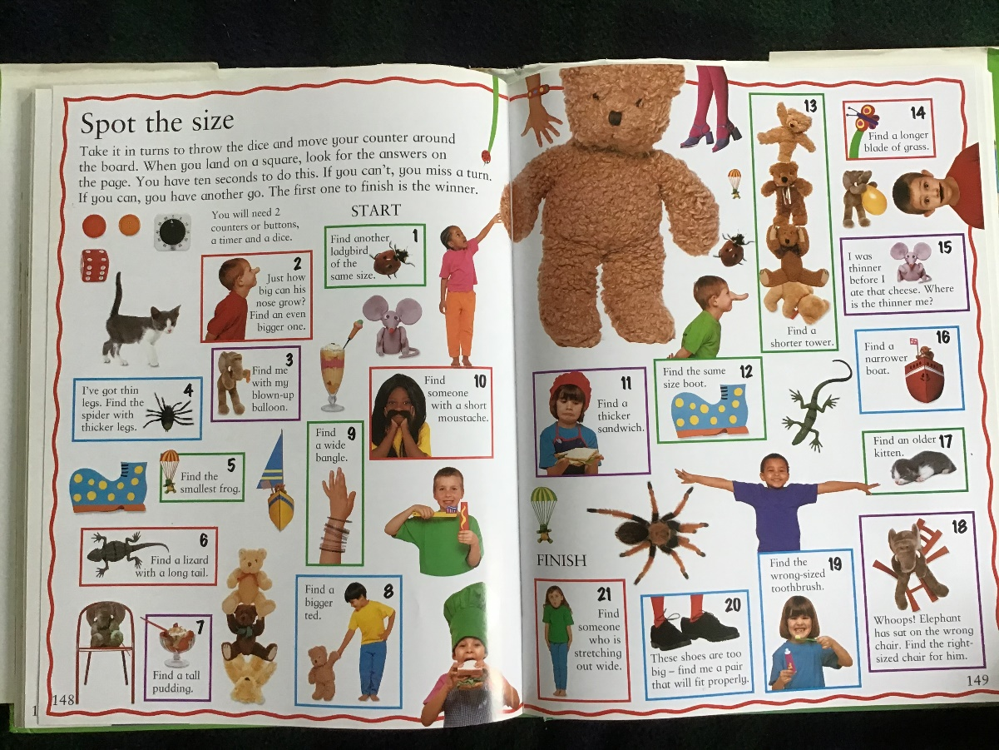 Spot the size
Take it in turns to throw the dice and move your counter around
the board. When you land on a square, look for the answers on
the page. You have ten seconds to do this. If you can't, you miss a turn.
If you can, you have another go. The first one to finish is the winner.
You will need 2
counters or buttons,
a timer and a dice.
START
1
Find another
ladybird
of the
same size.
2
Just how
big can his
nose grow?
Find an even
bigger one.
3
Find me
with my
blown-up
balloon.
4
I've got thin
legs. Find the
spider with
thicker legs.
5
Find the
smallest frog.
6
Find a lizard
with a long tail.
7
Find a tall
pudding.
8
Find a
bigger
ted.
9
Find
a wide
bangle.
10
Find
someone
with a short
moustache.
148
1
11
Find a
thicker
sandwich.
12
Find the same
size boot.
13
Find a
shorter tower.
14
Find a longer
blade of grass.
15
I was
thinner
before I
ate that cheese. Where
is the thinner me?
16
Find a
narrower
boat.
17
Find an older
kitten.
18
Whoops! Elephant
has sat on the wrong
chair. Find the right-
sized chair for him.
19
Find the
wrong-sized
toothbrush.
20
These shoes are too
big – find me a pair
that will fit properly.
FINISH
21
Find
someone
who is
stretching
out wide.
149